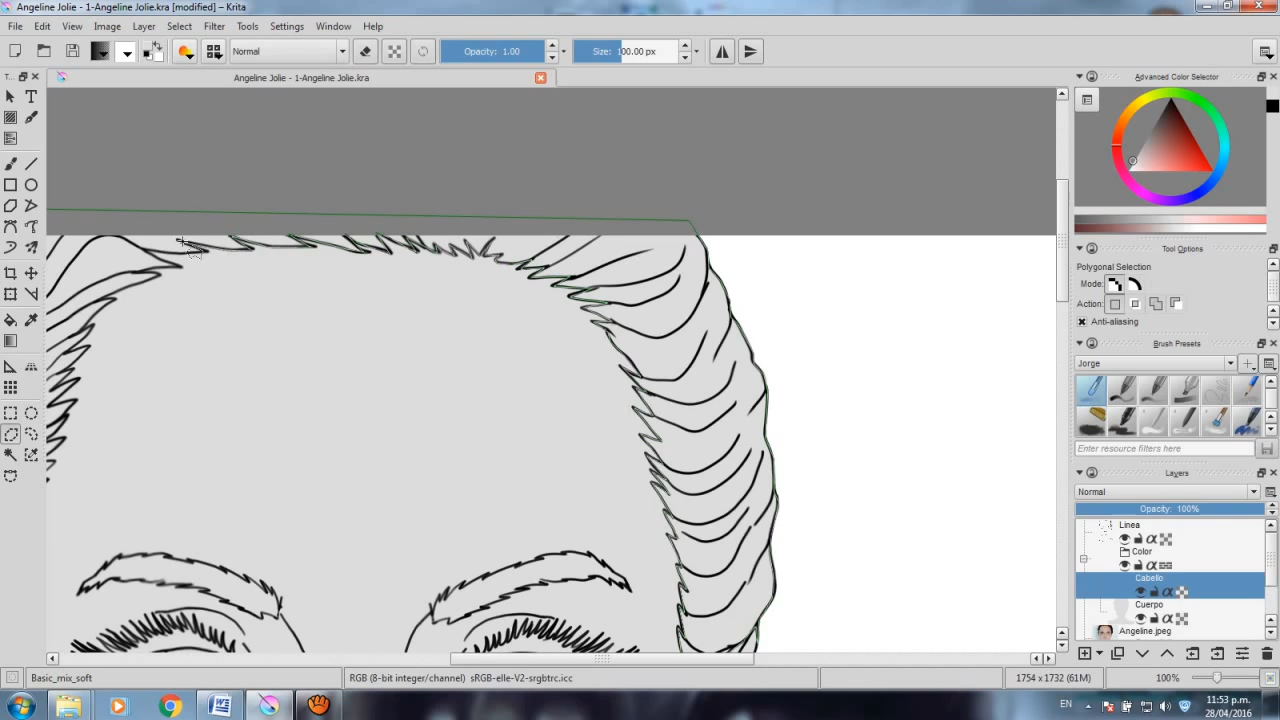 Angeline Jolie - 1-Angeline Jolie.kra [modified] - Krita
File Edit View Image Layer Select Filter Tools Settings Window Help
Normal Opacity: 1.00 Size: 100.00 px
T... Angeline Jolie - 1-Angeline Jolie.kra Advanced Color Selector
Tool Options
Polygonal Selection
Mode:
Action:
Anti-aliasing
Brush Presets
Jorge
Enter resource filters here
Layers
Normal
Opacity: 100%
Linea
Color
Cabello
Cuerpo
Angeline.jpeg
Basic_mix_soft RGB (8-bit integer/channel) sRGB-elle-V2-srgbtrc.icc 1754 x 1732 (61M) 100%
EN 11:53 p.m.
28/04/2016